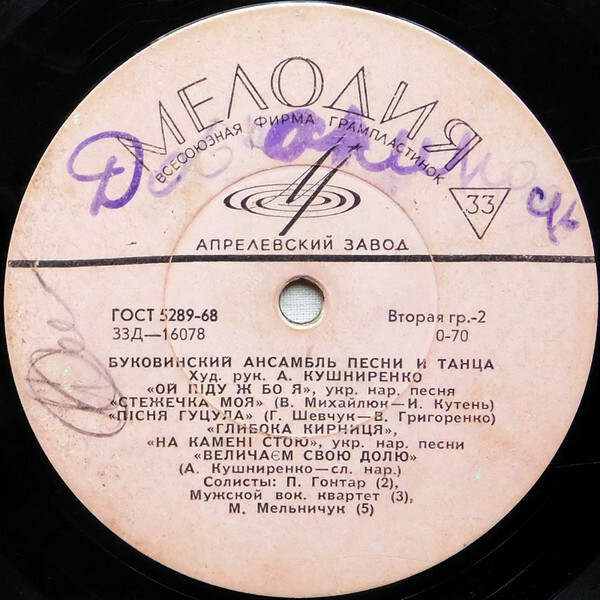 МЕЛОДИЯ
ВСЕСОЮЗНАЯ ФИРМА ГРАМПЛАСТИНОК
33
АПРЕЛЕВСКИЙ ЗАВОД
ГОСТ 5289-68
Вторая гр.-2
33Д—16078
0-70
БУКОВИНСКИЙ АНСАМБЛЬ ПЕСНИ И ТАНЦА
Худ. рук. А. КУШНИРЕНКО
«ОЙ ПІДУ Ж БО Я», укр. нар. песня
«СТЕЖЕЧКА МОЯ» (В. Михайлюк—И. Кутень)
«ПІСНЯ ГУЦУЛА» (Г. Шевчук—В. Григоренко)
«ГЛИБОКА КИРНИЦЯ»,
«НА КАМЕНІ СТОЮ», укр. нар. песни
«ВЕЛИЧАЄМ СВОЮ ДОЛЮ»
(А. Кушниренко—сл. нар.)
Солисты: П. Гонтар (2),
Мужской вок. квартет (3),
М. Мельничук (5)